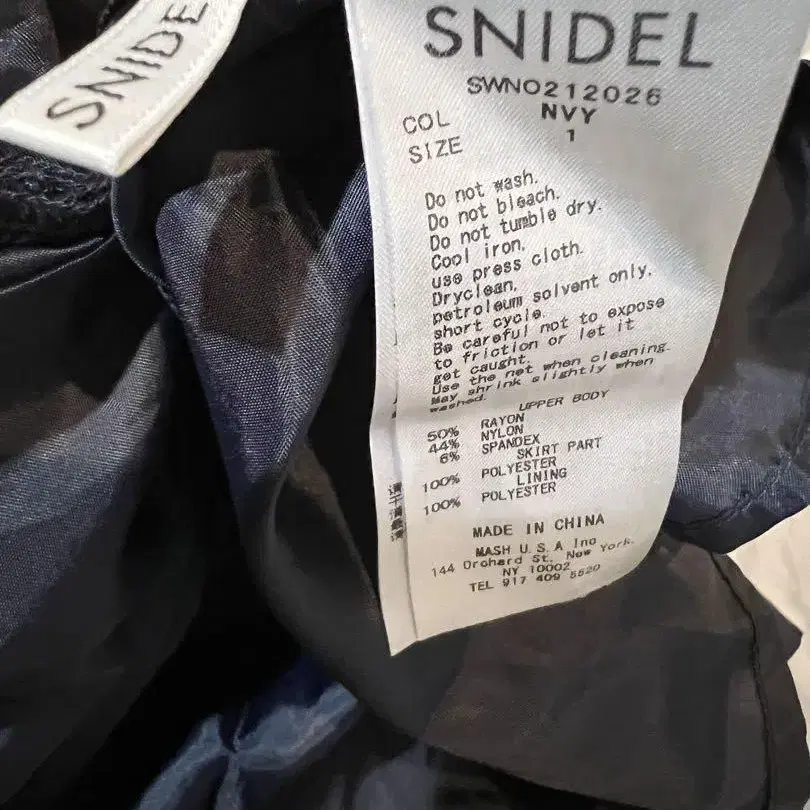 SNIDE
SNIDEL
SWNO212026
COL NVY
SIZE 1
Do not wash.
Do not bleach.
Do not tumble dry.
Cool iron.
use press cloth.
Dryclean,
petroleum solvent only,
short cycle.
Be careful not to expose
to friction or let it
get caught.
Use the net when cleaning.
May shrink slightly when
washed.
UPPER BODY
50% RAYON
44% NYLON
6% SPANDEX
SKIRT PART
100% POLYESTER
LINING
100% POLYESTER
MADE IN CHINA
MASH U.S.A Inc
144 Orchard St. New York.
NY 10002
TEL 917 409 5520